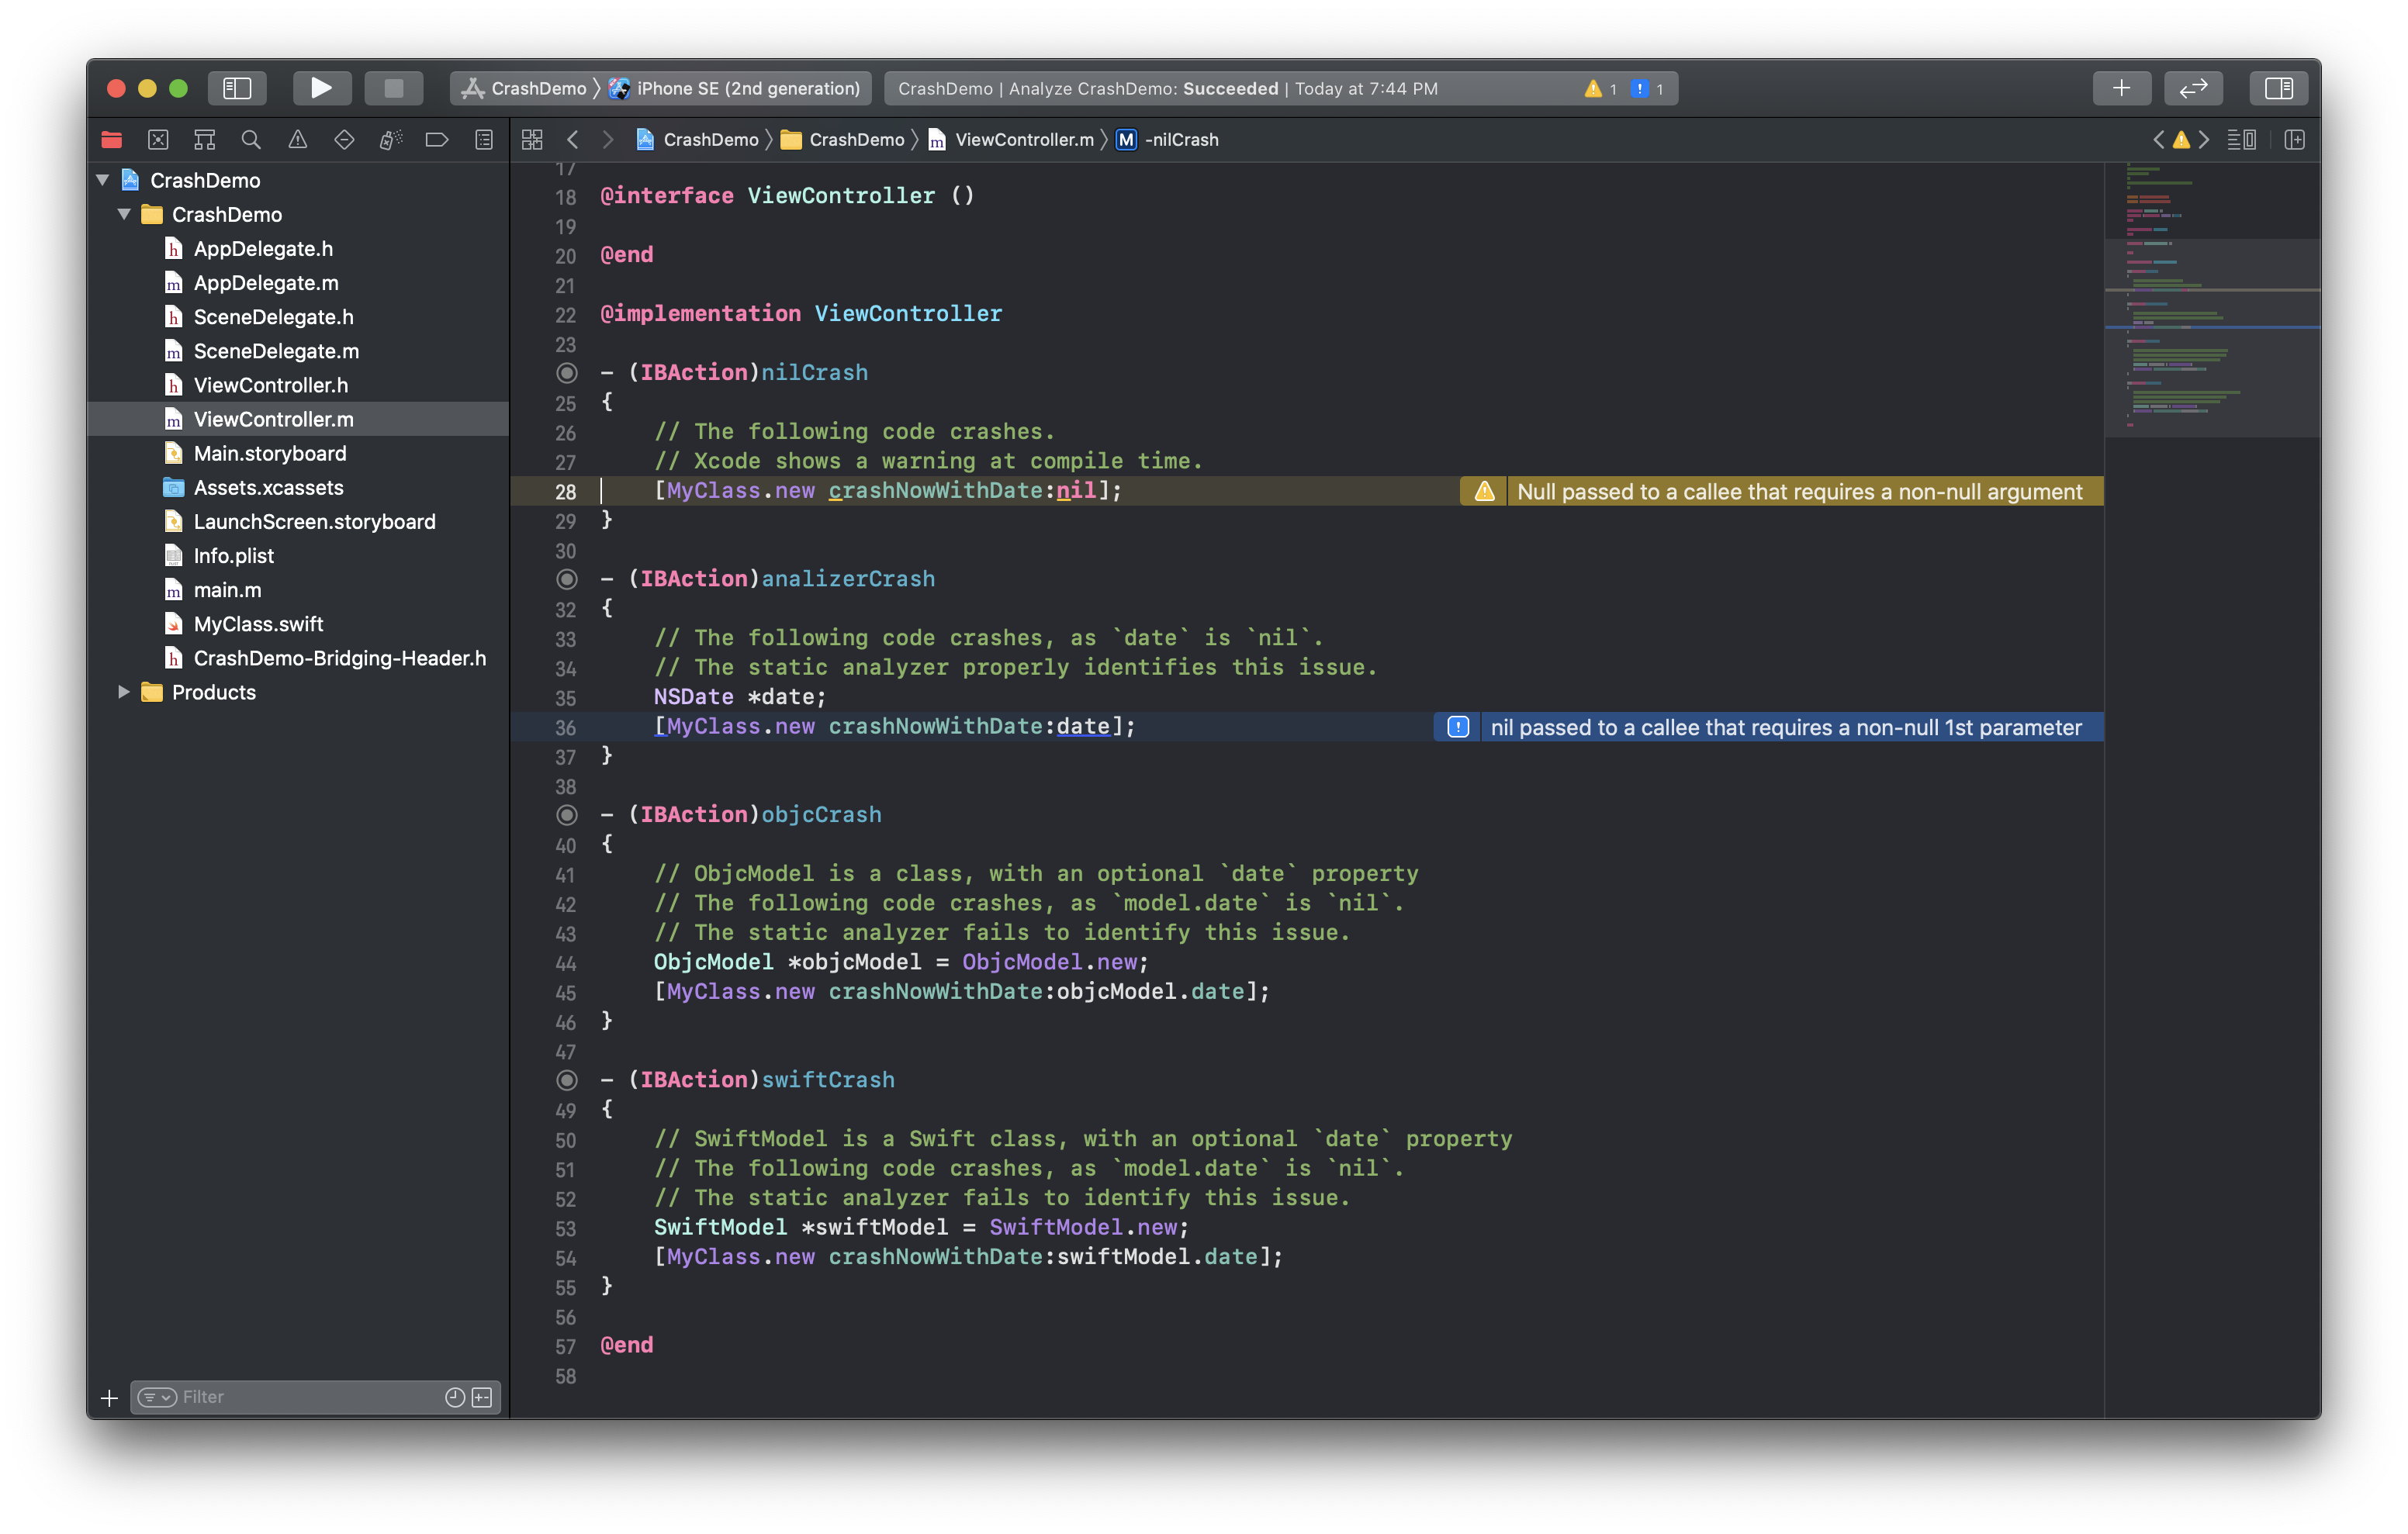 CrashDemo iPhone SE (2nd generation)
CrashDemo | Analyze CrashDemo: Succeeded | Today at 7:44 PM 1 1
CrashDemo CrashDemo ViewController.m M -nilCrash
CrashDemo
CrashDemo
h AppDelegate.h
m AppDelegate.m
h SceneDelegate.h
m SceneDelegate.m
h ViewController.h
m ViewController.m
Main.storyboard
Assets.xcassets
LaunchScreen.storyboard
Info.plist
m main.m
MyClass.swift
h CrashDemo-Bridging-Header.h
Products
Filter
17
18 @interface ViewController ()
19
20 @end
21
22 @implementation ViewController
23
- (IBAction)nilCrash
25 {
26 // The following code crashes.
27 // Xcode shows a warning at compile time.
28 [MyClass.new crashNowWithDate:nil]; Null passed to a callee that requires a non-null argument
29 }
30
- (IBAction)analizerCrash
32 {
33 // The following code crashes, as `date` is `nil`.
34 // The static analyzer properly identifies this issue.
35 NSDate *date;
36 [MyClass.new crashNowWithDate:date]; nil passed to a callee that requires a non-null 1st parameter
37 }
38
- (IBAction)objcCrash
40 {
41 // ObjcModel is a class, with an optional `date` property
42 // The following code crashes, as `model.date` is `nil`.
43 // The static analyzer fails to identify this issue.
44 ObjcModel *objcModel = ObjcModel.new;
45 [MyClass.new crashNowWithDate:objcModel.date];
46 }
47
- (IBAction)swiftCrash
49 {
50 // SwiftModel is a Swift class, with an optional `date` property
51 // The following code crashes, as `model.date` is `nil`.
52 // The static analyzer fails to identify this issue.
53 SwiftModel *swiftModel = SwiftModel.new;
54 [MyClass.new crashNowWithDate:swiftModel.date];
55 }
56
57 @end
58